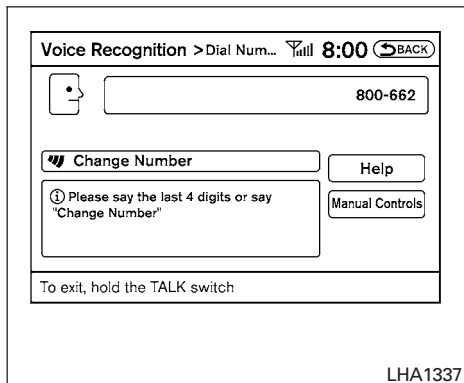 Voice Recognition >Dial Num... 8:00 BACK
800-662
Change Number
Help
Please say the last 4 digits or say
"Change Number"
Manual Controls
To exit, hold the TALK switch
LHA1337